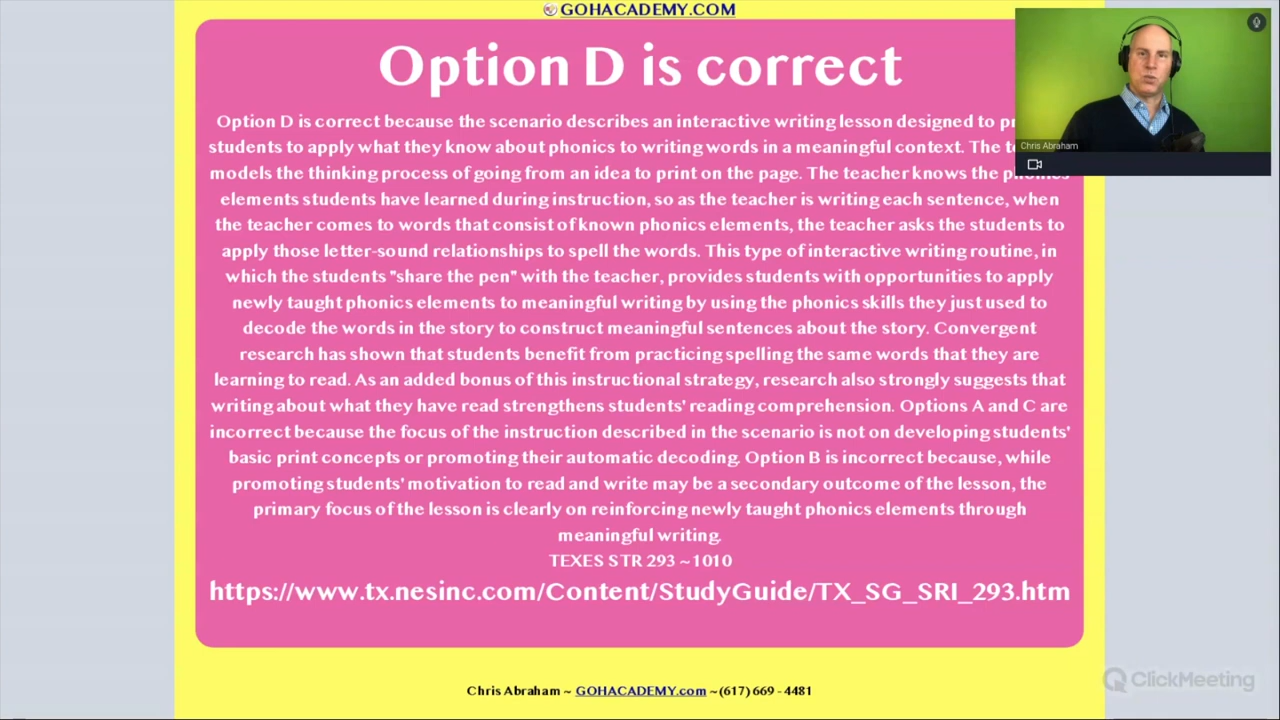 GOHACADEMY.COM
Option D is correct
Option D is correct because the scenario describes an interactive writing lesson designed to
students to apply what they know about phonics to writing words in a meaningful context. The
models the thinking process of going from an idea to print on the page. The teacher knows the phonics
elements students have learned during instruction, so as the teacher is writing each sentence, when
the teacher comes to words that consist of known phonics elements, the teacher asks the students to
apply those letter-sound relationships to spell the words. This type of interactive writing routine, in
which the students "share the pen" with the teacher, provides students with opportunities to apply
newly taught phonics elements to meaningful writing by using the phonics skills they just used to
decode the words in the story to construct meaningful sentences about the story. Convergent
research has shown that students benefit from practicing spelling the same words that they are
learning to read. As an added bonus of this instructional strategy, research also strongly suggests that
writing about what they have read strengthens students' reading comprehension. Options A and C are
incorrect because the focus of the instruction described in the scenario is not on developing students'
basic print concepts or promoting their automatic decoding. Option B is incorrect because, while
promoting students' motivation to read and write may be a secondary outcome of the lesson, the
primary focus of the lesson is clearly on reinforcing newly taught phonics elements through
meaningful writing.
TEXES STR 293 ~ 1010
https://www.tx.nesinc.com/Content/StudyGuide/TX_SG_SRI_293.htm
Chris Abraham ~ GOHACADEMY.com ~(617) 669 - 4481
Chris Abraham
ClickMeeting